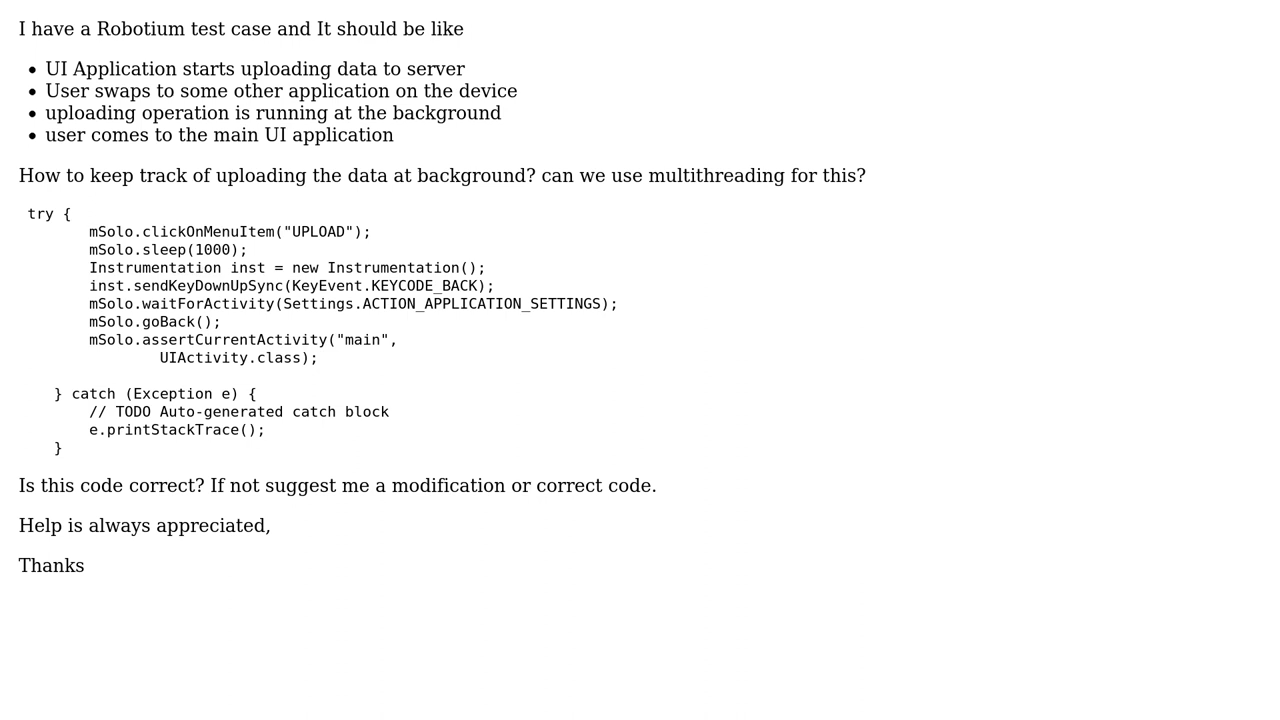 I have a Robotium test case and It should be like
• UI Application starts uploading data to server
• User swaps to some other application on the device
• uploading operation is running at the background
• user comes to the main UI application
How to keep track of uploading the data at background? can we use multithreading for this?
try {
mSolo.clickOnMenuItem("UPLOAD");
mSolo.sleep(1000);
Instrumentation inst = new Instrumentation();
inst.sendKeyDownUpSync(KeyEvent.KEYCODE_BACK);
mSolo.waitForActivity(Settings.ACTION_APPLICATION_SETTINGS);
mSolo.goBack();
mSolo.assertCurrentActivity("main",
UIActivity.class);
} catch (Exception e) {
// TODO Auto-generated catch block
e.printStackTrace();
}
Is this code correct? If not suggest me a modification or correct code.
Help is always appreciated,
Thanks